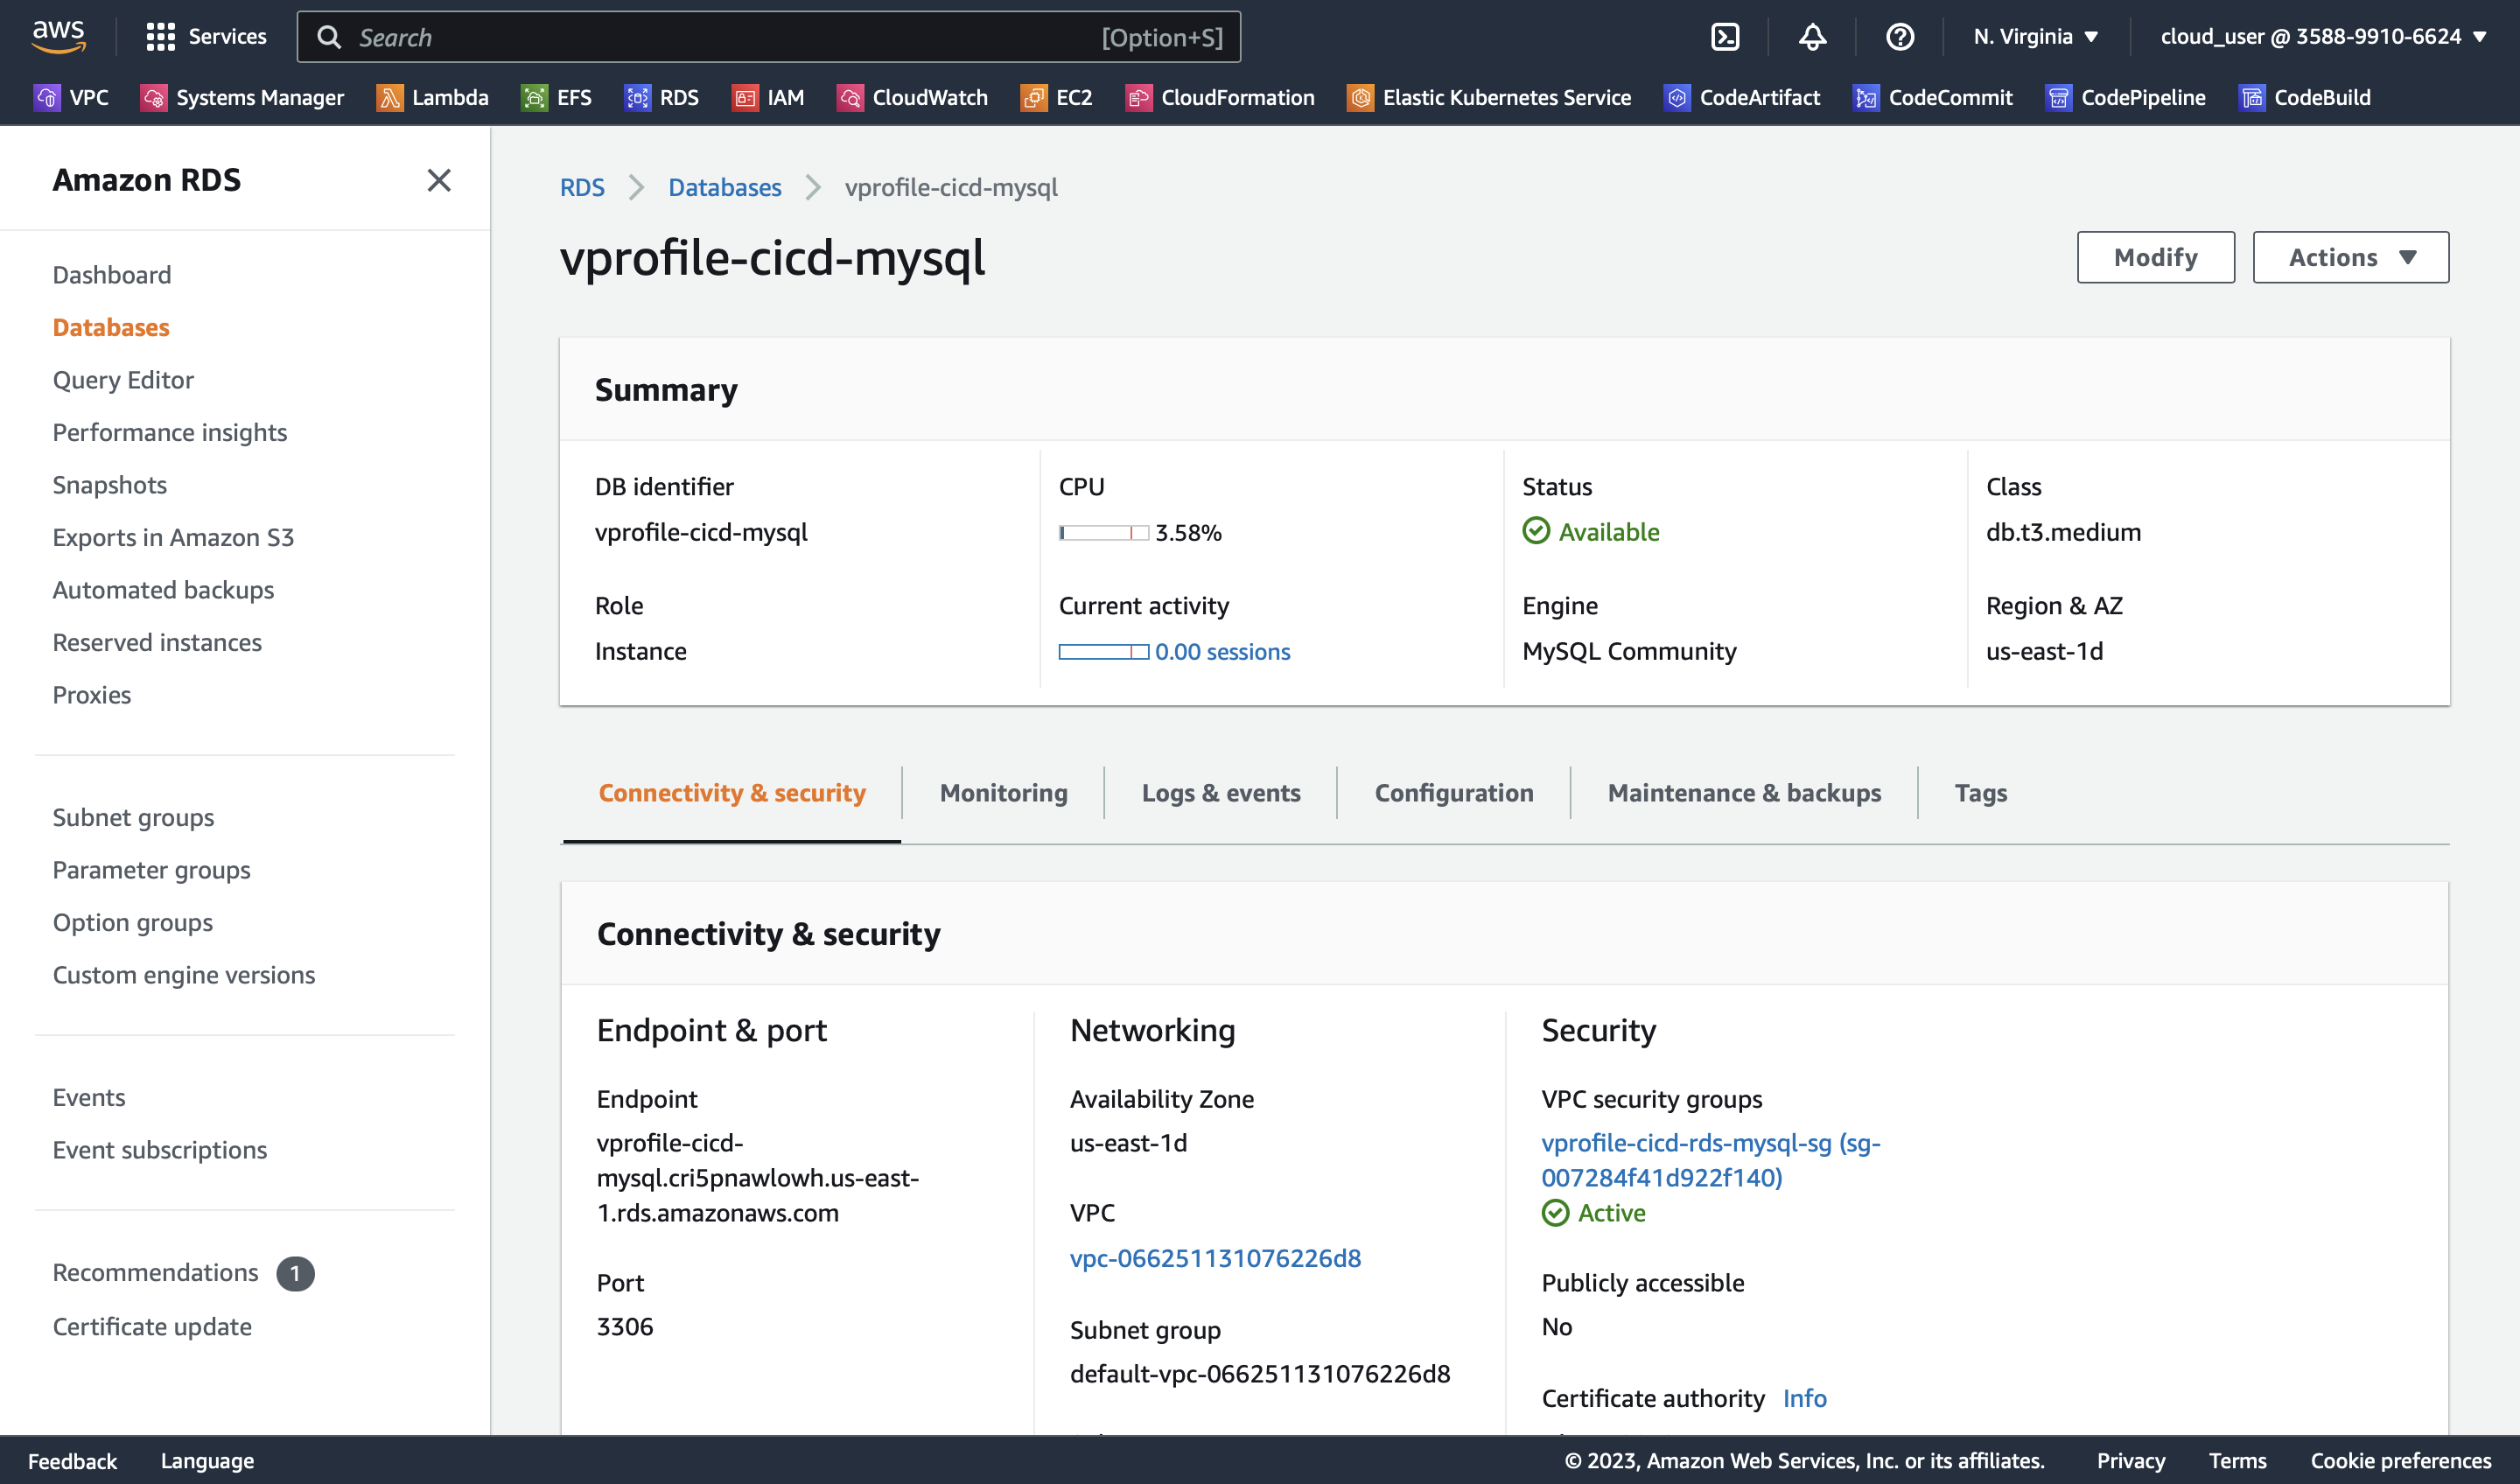 aws
Services
Search
[Option+S]
N. Virginia
cloud_user @ 3588-9910-6624
VPC
Systems Manager
Lambda
EFS
RDS
IAM
CloudWatch
EC2
CloudFormation
Elastic Kubernetes Service
CodeArtifact
CodeCommit
CodePipeline
CodeBuild
Amazon RDS
Dashboard
Databases
Query Editor
Performance insights
Snapshots
Exports in Amazon S3
Automated backups
Reserved instances
Proxies
Subnet groups
Parameter groups
Option groups
Custom engine versions
Events
Event subscriptions
Recommendations 1
Certificate update
RDS > Databases > vprofile-cicd-mysql
vprofile-cicd-mysql
Modify
Actions
Summary
DB identifier
vprofile-cicd-mysql
CPU
3.58%
Status
Available
Class
db.t3.medium
Role
Instance
Current activity
0.00 sessions
Engine
MySQL Community
Region & AZ
us-east-1d
Connectivity & security
Monitoring
Logs & events
Configuration
Maintenance & backups
Tags
Connectivity & security
Endpoint & port
Endpoint
vprofile-cicd-
mysql.cri5pnawlowh.us-east-
1.rds.amazonaws.com
Port
3306
Networking
Availability Zone
us-east-1d
VPC
vpc-066251131076226d8
Subnet group
default-vpc-066251131076226d8
Security
VPC security groups
vprofile-cicd-rds-mysql-sg (sg-
007284f41d922f140)
Active
Publicly accessible
No
Certificate authority Info
Feedback
Language
© 2023, Amazon Web Services, Inc. or its affiliates.
Privacy
Terms
Cookie preferences